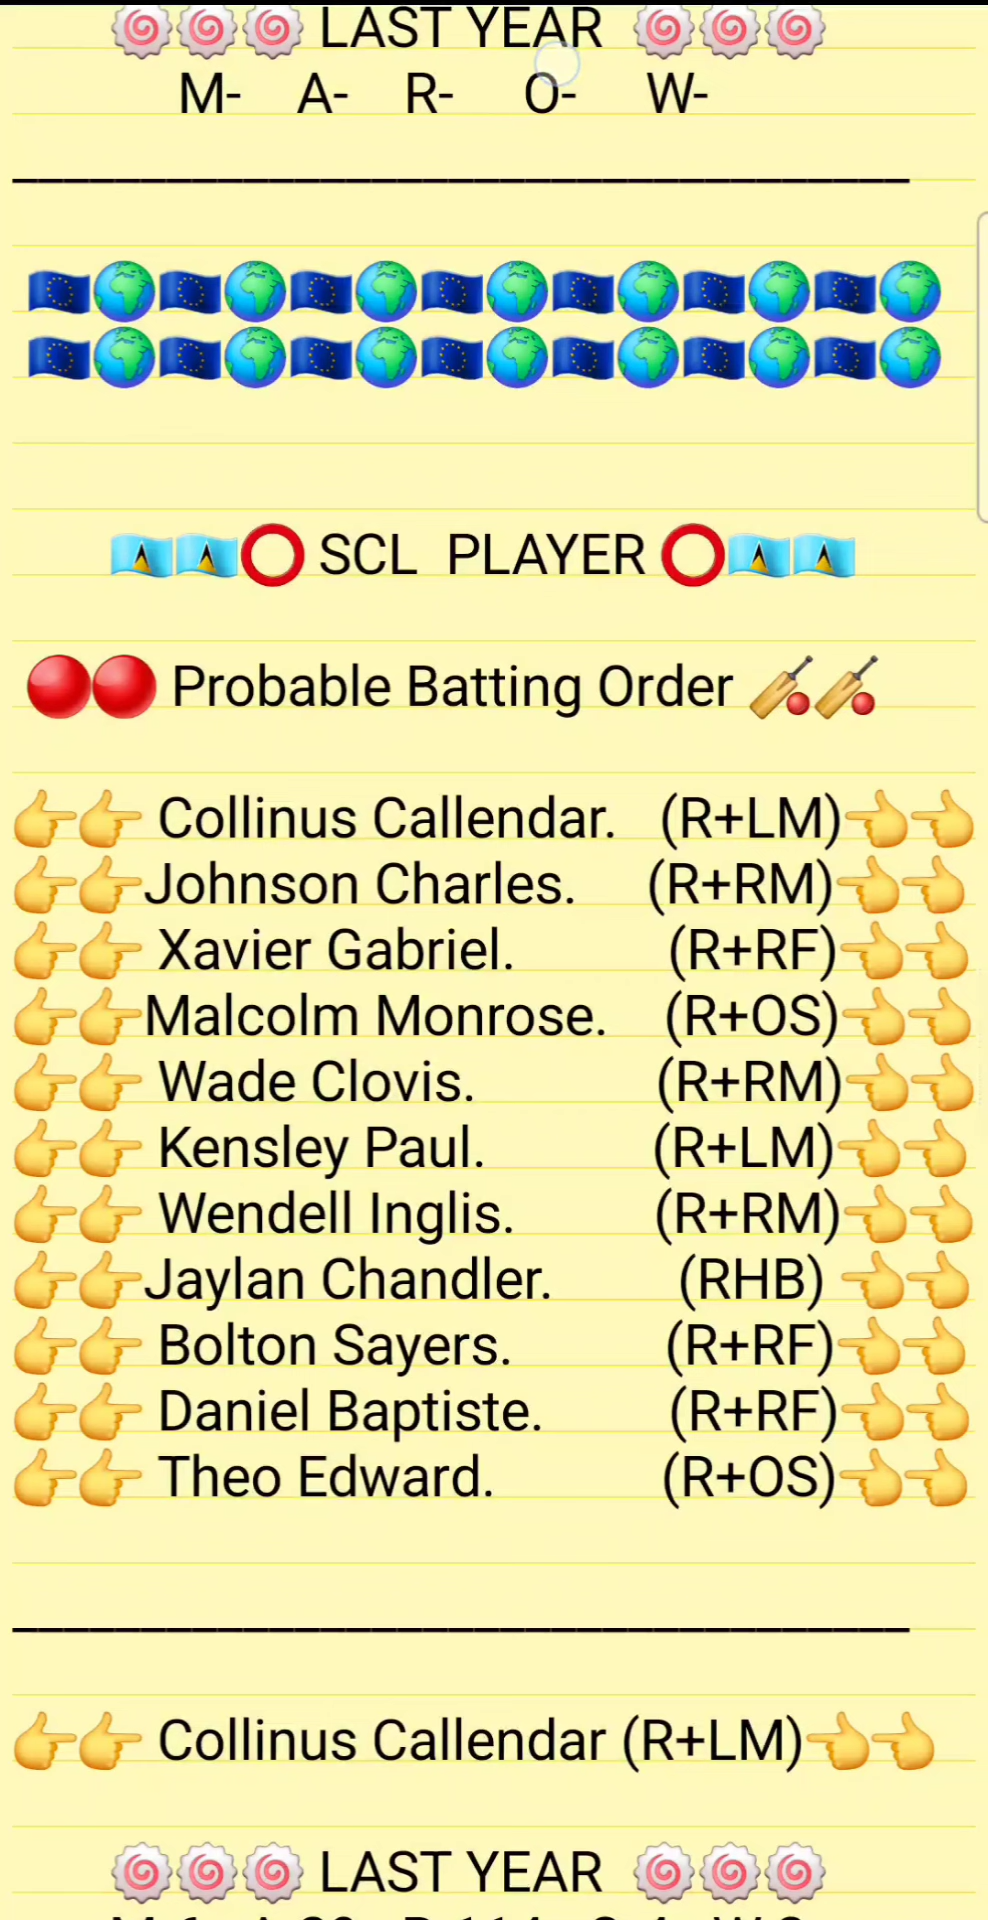 LAST YEAR
M- A- R- O- W-
SCL PLAYER
Probable Batting Order
Collinus Callendar. (R+LM)
Johnson Charles. (R+RM)
Xavier Gabriel. (R+RF)
Malcolm Monrose. (R+OS)
Wade Clovis. (R+RM)
Kensley Paul. (R+LM)
Wendell Inglis. (R+RM)
Jaylan Chandler. (RHB)
Bolton Sayers. (R+RF)
Daniel Baptiste. (R+RF)
Theo Edward. (R+OS)
Collinus Callendar (R+LM)
LAST YEAR